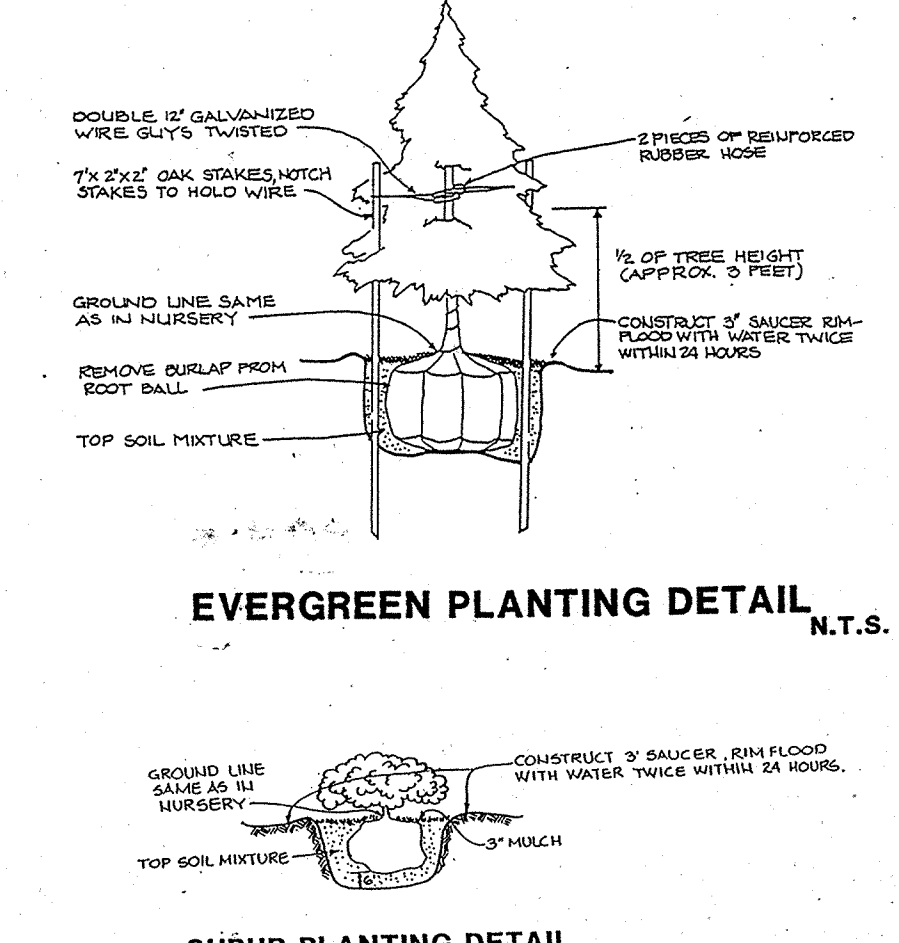 DOUBLE 12" GALVANIZED
WIRE GUY'S TWISTED
2 PIECES OF REINFORCED
RUBBER HOSE
7'X 2"X2" OAK STAKES, NOTCH
STAKES TO HOLD WIRE
1/2 OF TREE HEIGHT
(APPROX. 3 FEET)
GROUND LINE SAME
AS IN NURSERY
CONSTRUCT 3" SAUCER RIM-
FLOOD WITH WATER TWICE
WITHIN 24 HOURS
REMOVE BURLAP FROM
ROOT BALL
TOP SOIL MIXTURE
EVERGREEN PLANTING DETAIL
N.T.S.
GROUND LINE
SAME AS IN
NURSERY
CONSTRUCT 3' SAUCER, RIM FLOOD
WITH WATER TWICE WITHIN 24 HOURS.
3" MULCH
TOP SOIL MIXTURE
6"
SHRUB PLANTING DETAIL